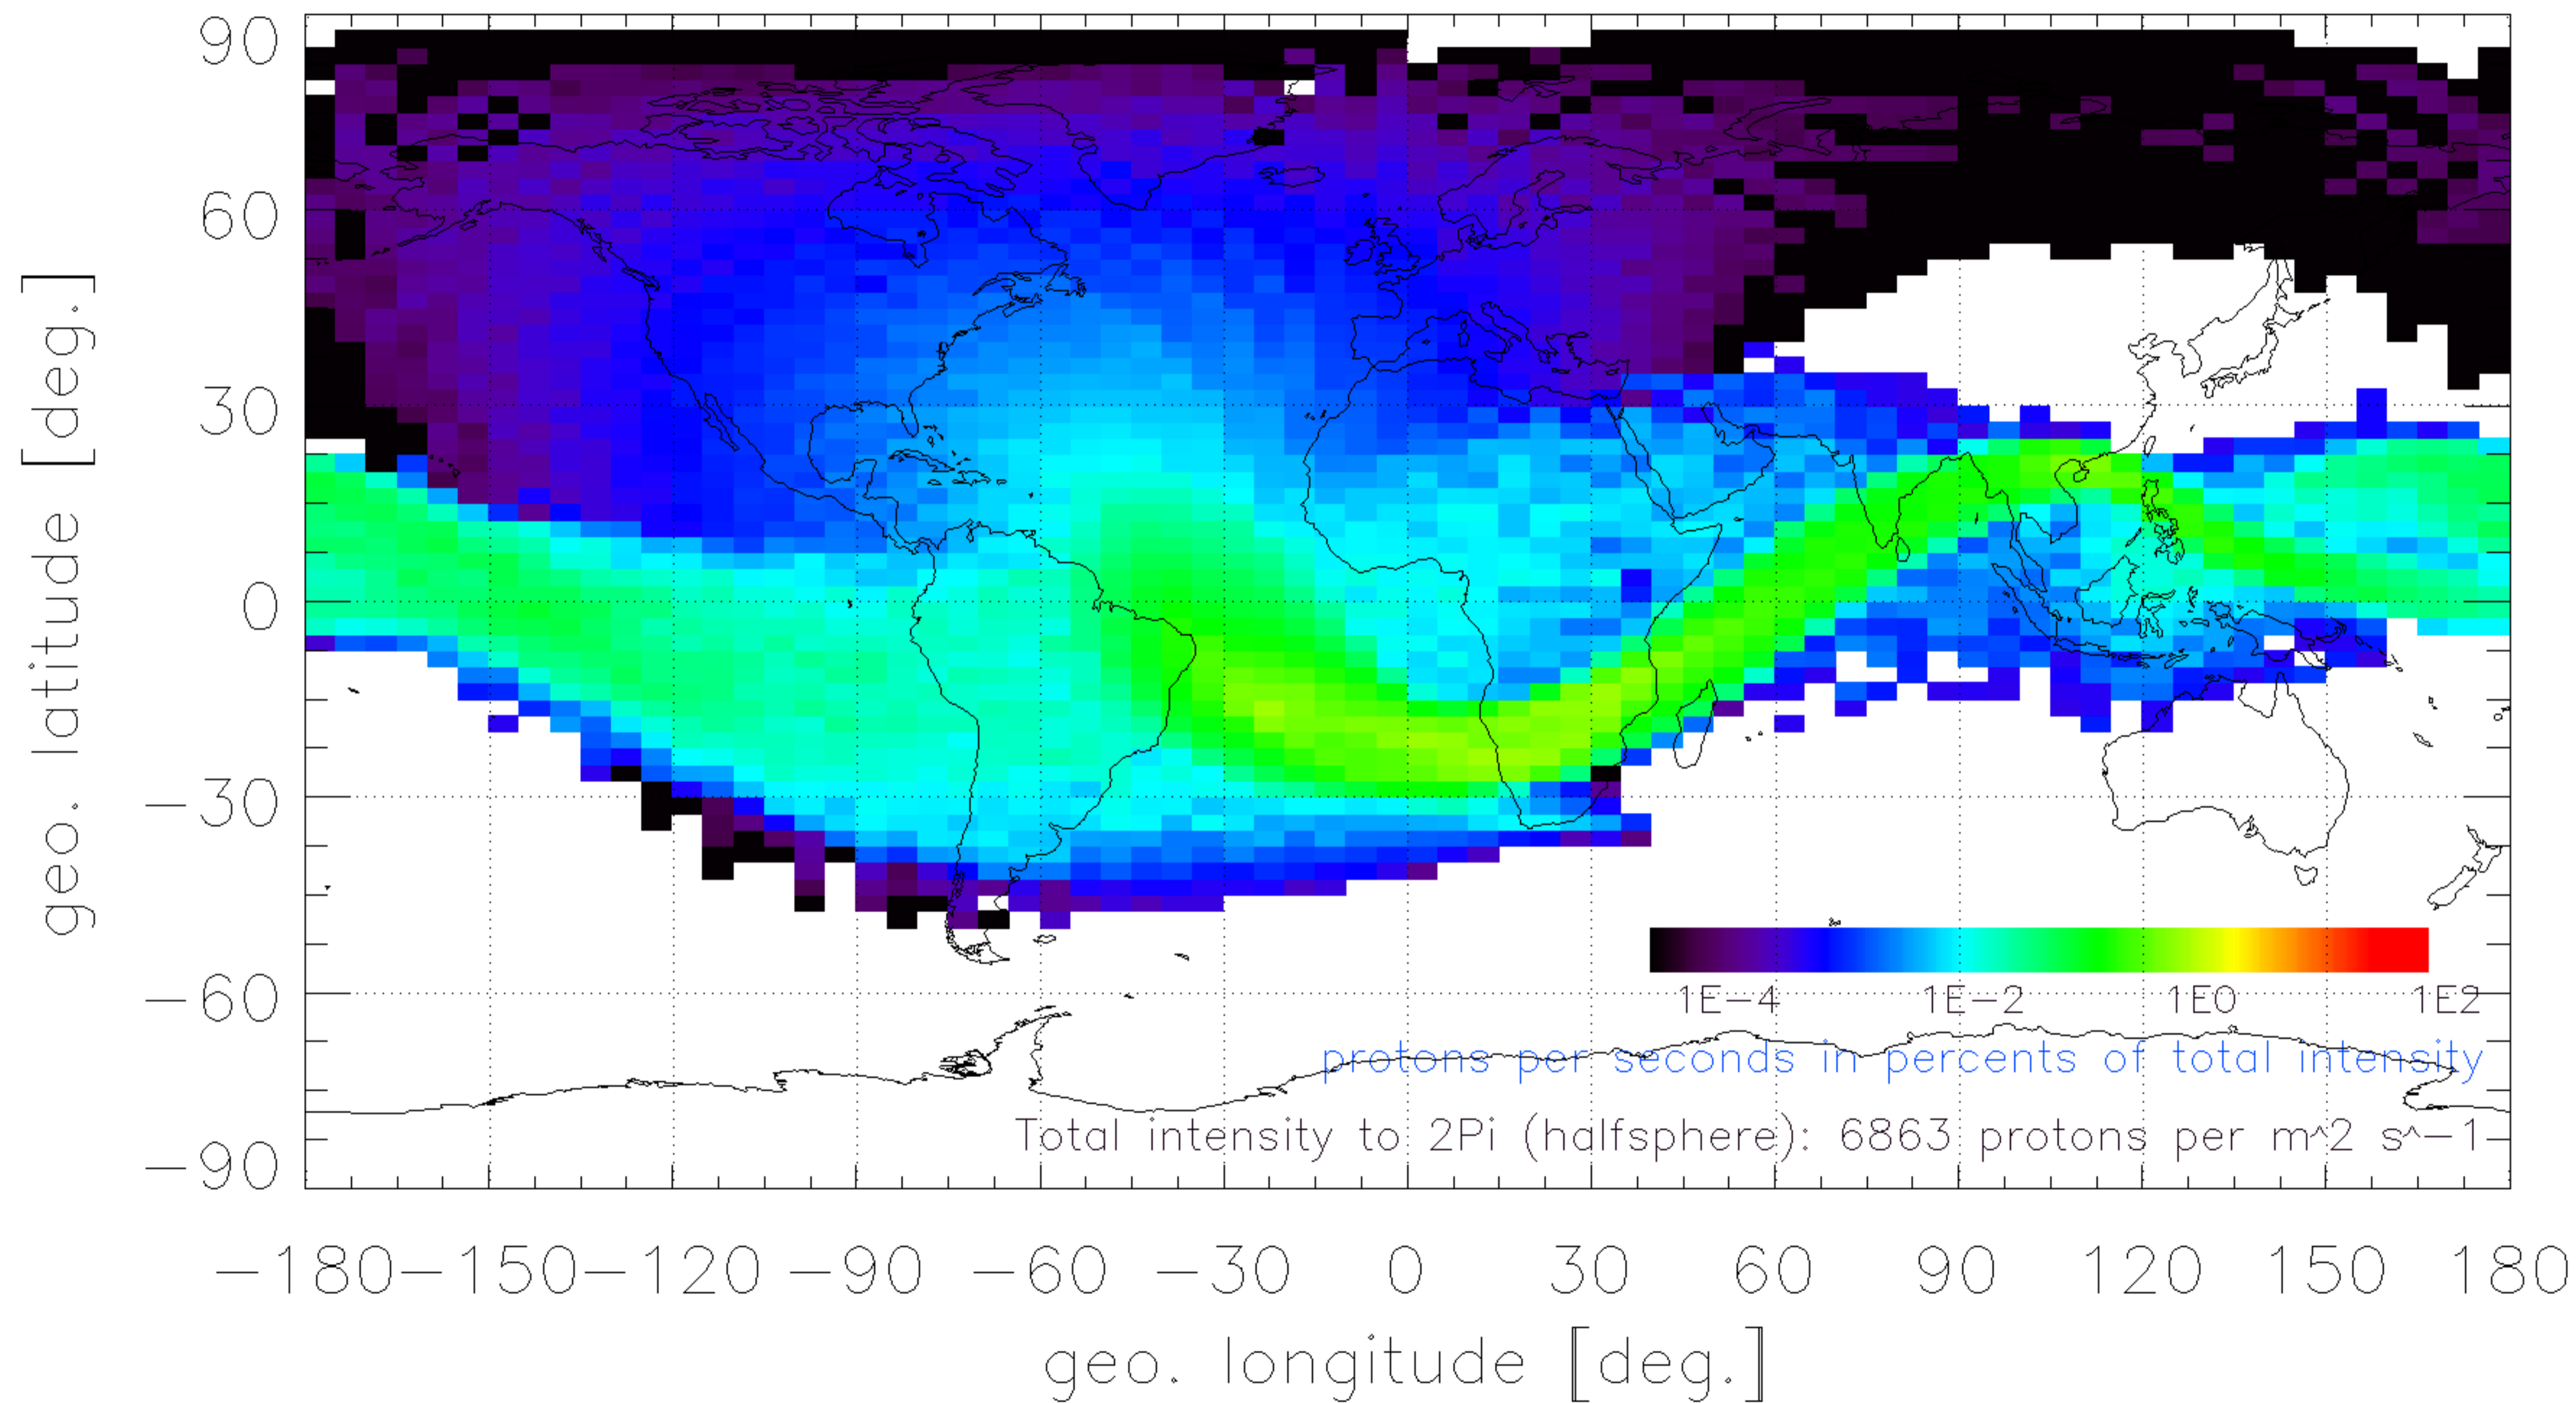 90
60
30
0
−30
−60
−90
geo. latitude [deg.]
1E−4 1E−2 1E0 1E2
protons per seconds in percents of total intensity
Total intensity to 2Pi (halfsphere): 6863 protons per m^2 s^−1
−180 −150 −120 −90 −60 −30 0 30 60 90 120 150 180
geo. longitude [deg.]